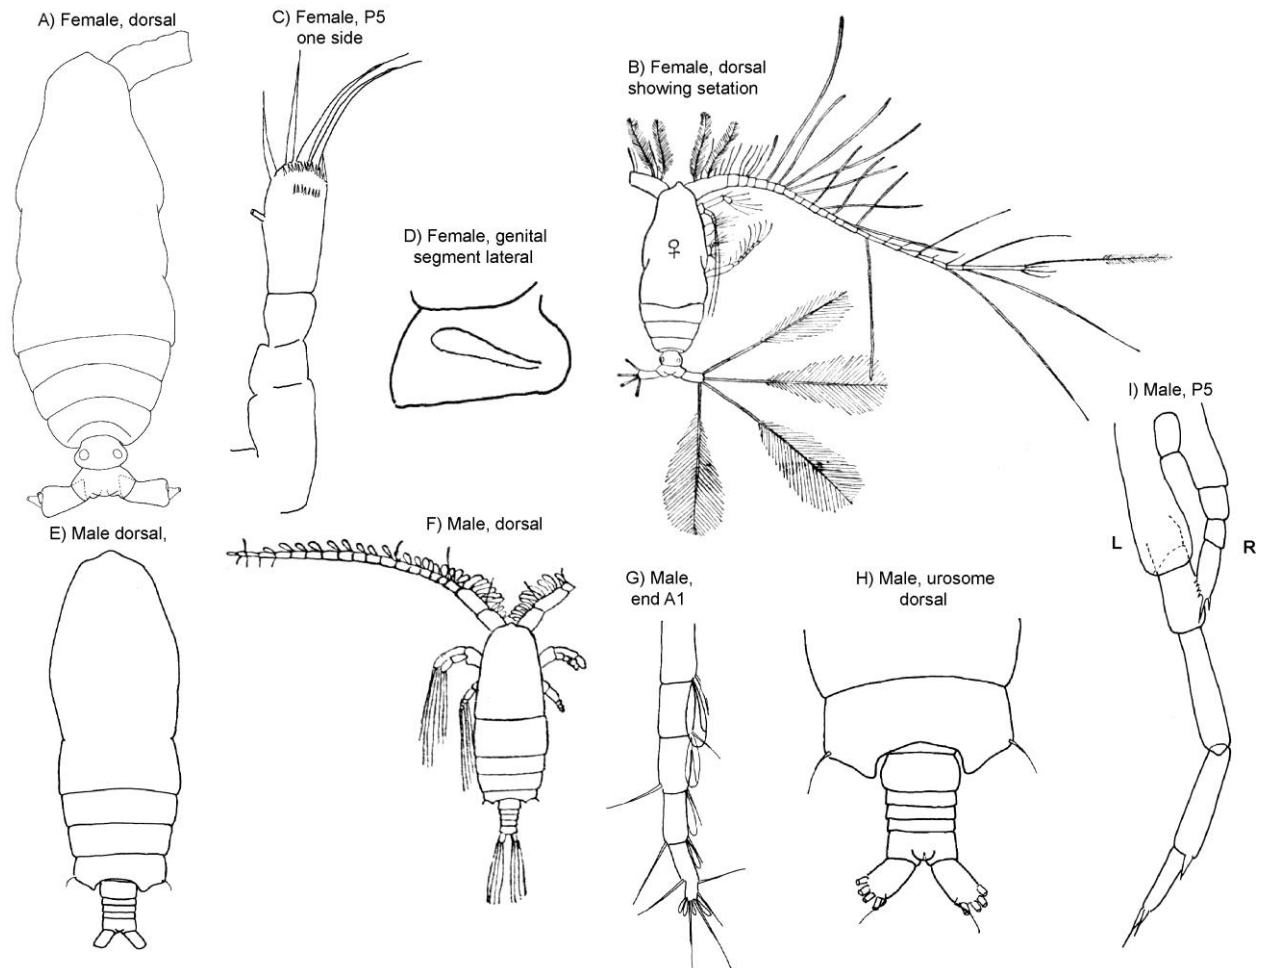 A) Female, dorsal
C) Female, P5
one side
B) Female, dorsal
showing setation
♀
D) Female, genital
segment lateral
I) Male, P5
L
R
E) Male dorsal,
F) Male, dorsal
G) Male,
end A1
H) Male, urosome
dorsal